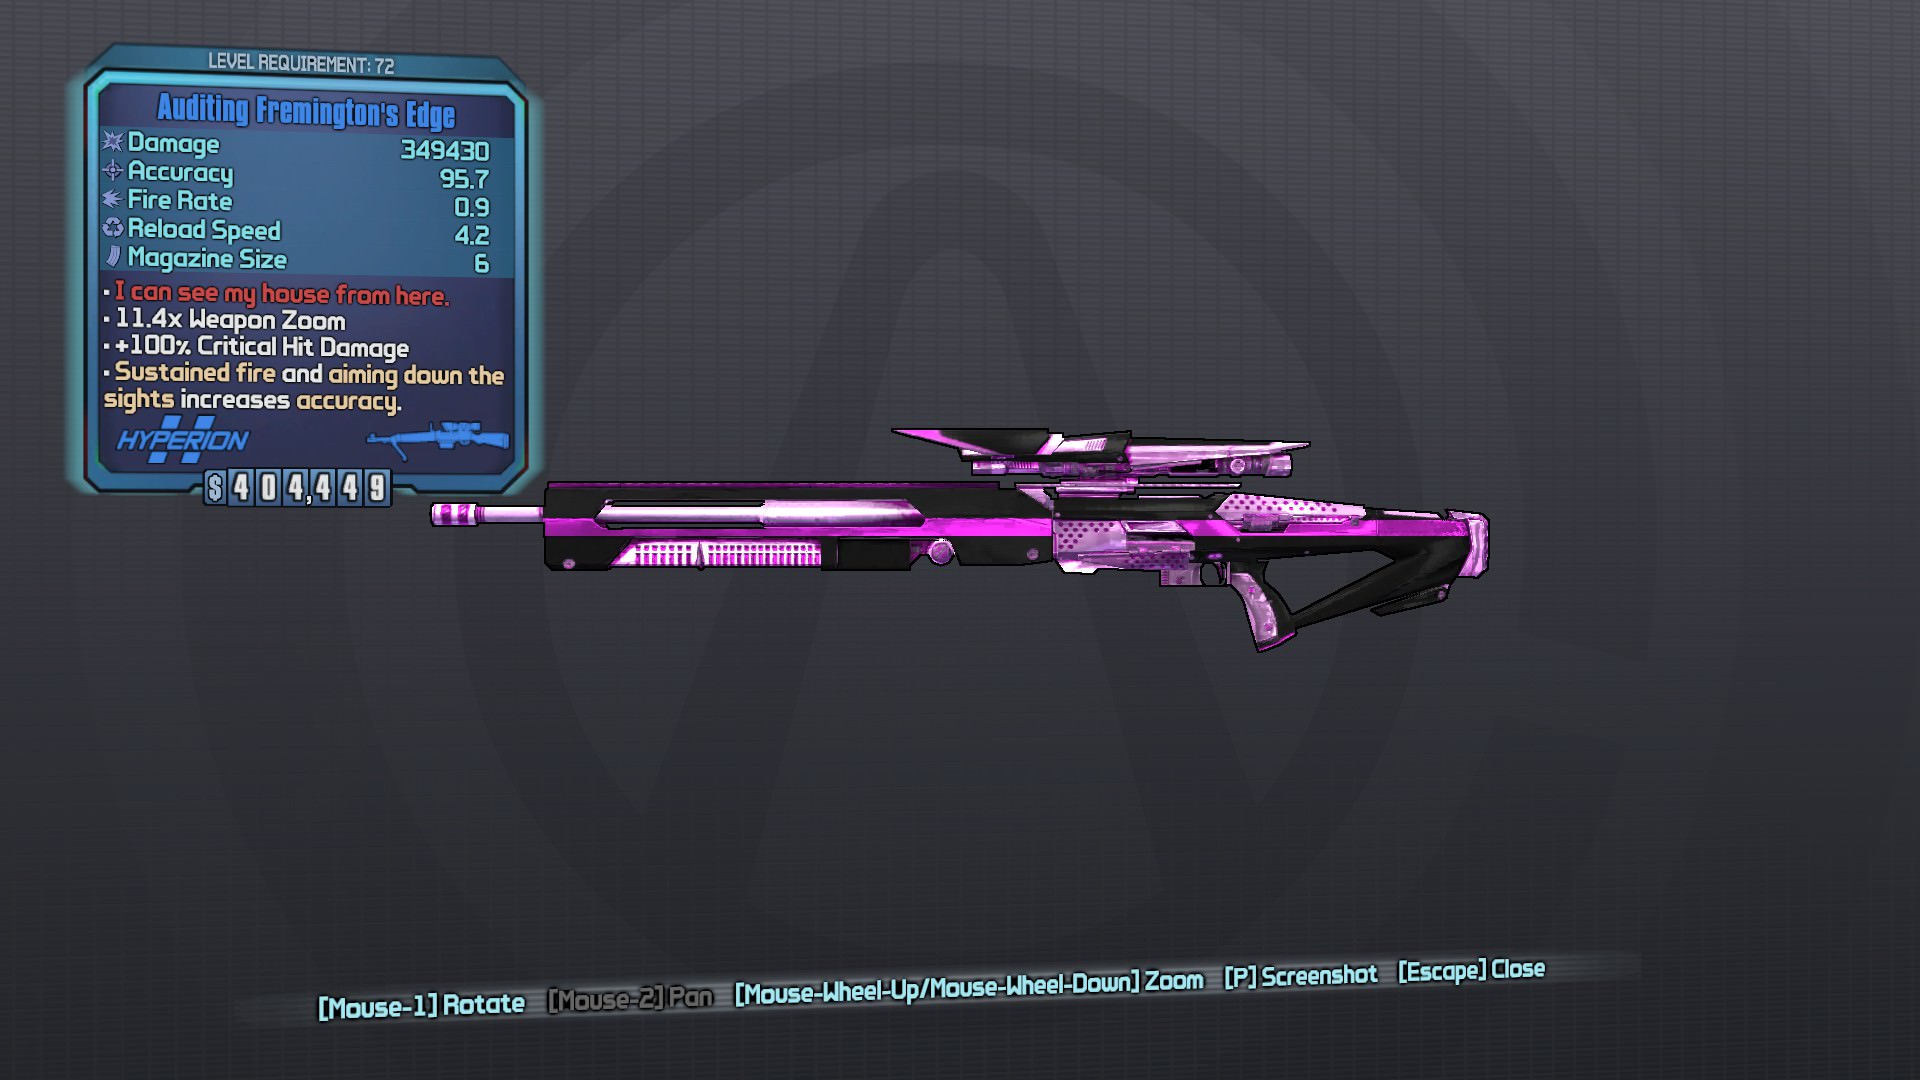 LEVEL REQUIREMENT: 72
Auditing Fremington's Edge
Damage 349430
Accuracy 95.7
Fire Rate 0.9
Reload Speed 4.2
Magazine Size 6
• I can see my house from here.
• 11.4x Weapon Zoom
• +100% Critical Hit Damage
• Sustained fire and aiming down the
sights increases accuracy.
HYPERION
$ 404,449
[Mouse-1] Rotate [Mouse-2] Pan [Mouse-Wheel-Up/Mouse-Wheel-Down] Zoom [P] Screenshot [Escape] Close